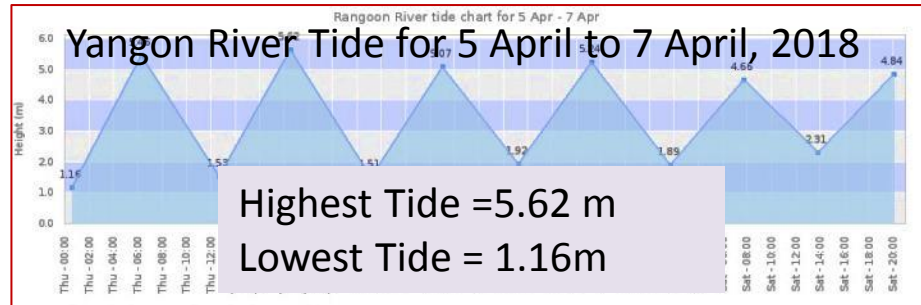 Rangoon River tide chart for 5 Apr - 7 Apr
Yangon River Tide for 5 April to 7 April, 2018
Height (m)
6.0
5.0
4.0
3.0
2.0
1.0
0.0
1.16
1.53
5.62
1.51
5.07
1.92
5.24
1.89
4.66
2.31
4.84
Highest Tide =5.62 m
Lowest Tide = 1.16m
Thu - 00:00
Thu - 02:00
Thu - 04:00
Thu - 06:00
Thu - 08:00
Thu - 10:00
Thu - 12:00
Sat - 08:00
Sat - 10:00
Sat - 12:00
Sat - 14:00
Sat - 16:00
Sat - 18:00
Sat - 20:00